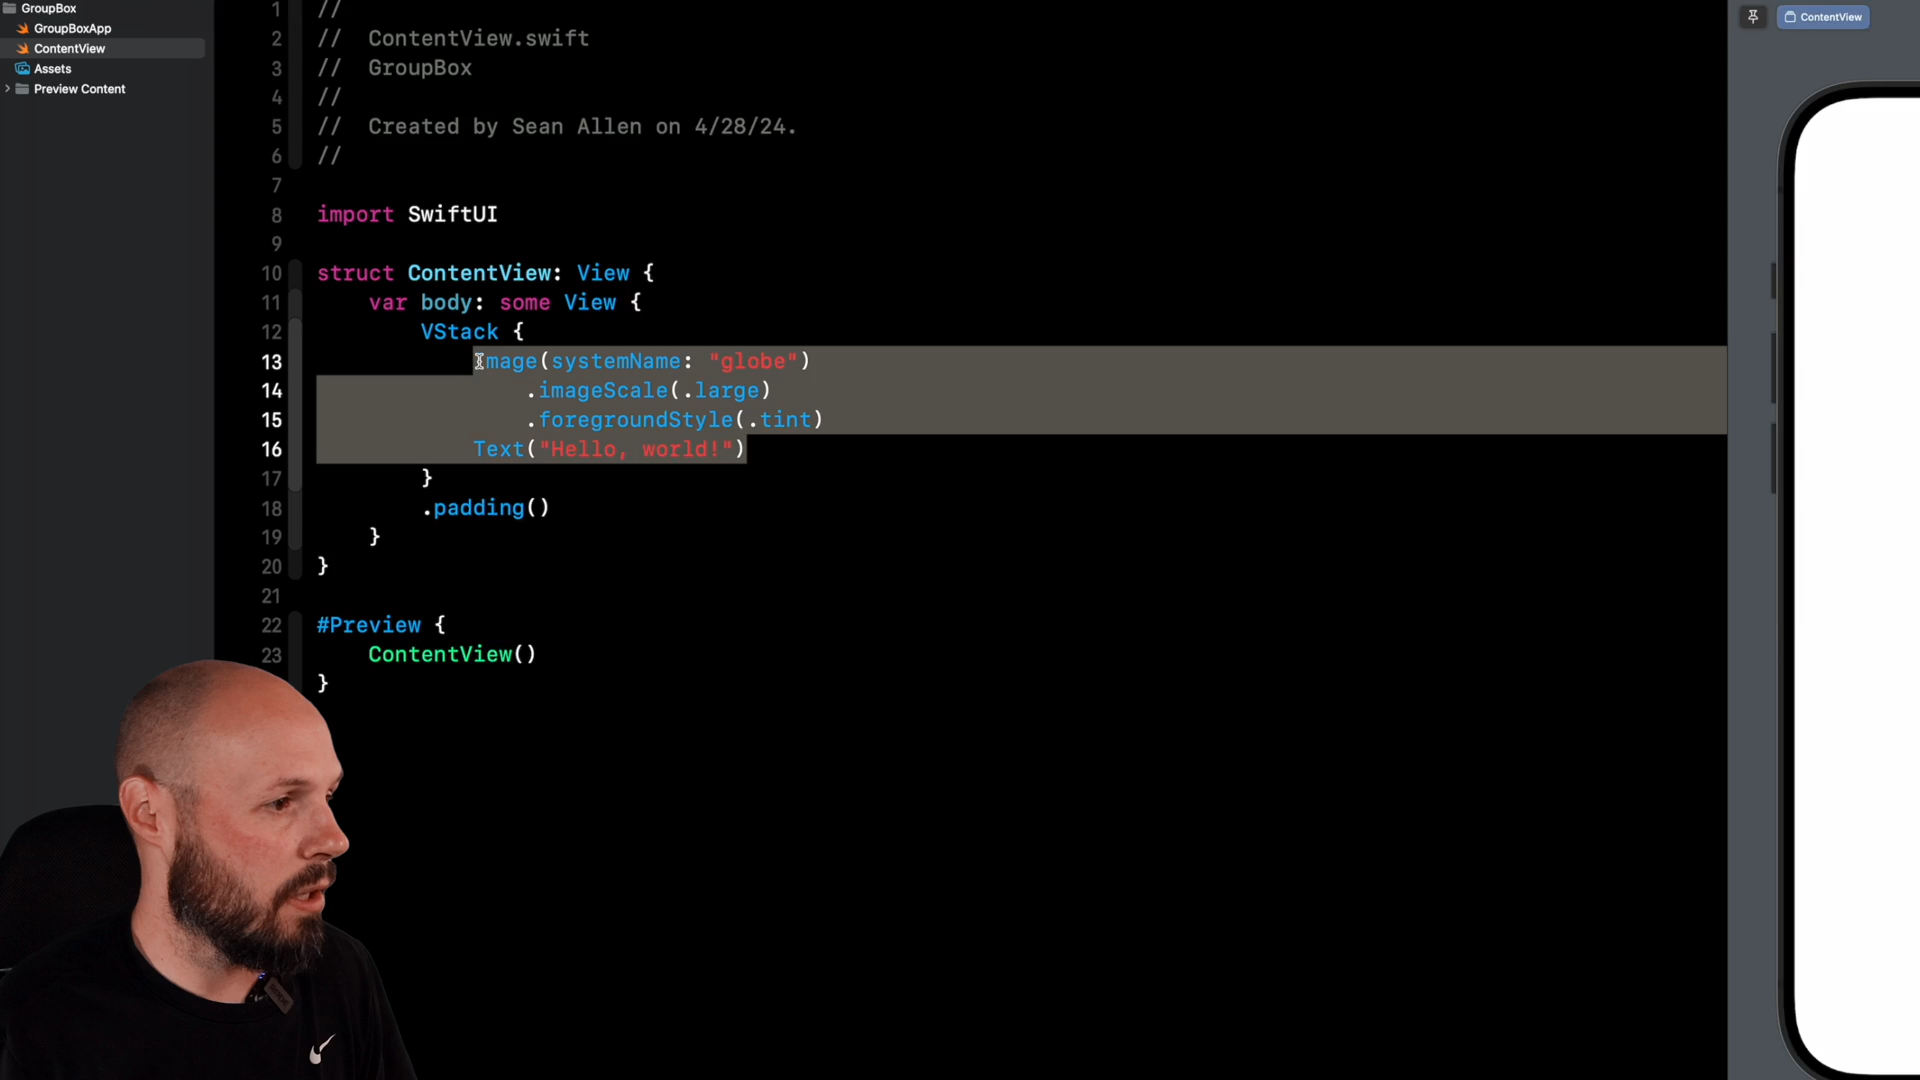 GroupBox
GroupBoxApp
ContentView
Assets
Preview Content
1 //
2 // ContentView.swift
3 // GroupBox
4 //
5 // Created by Sean Allen on 4/28/24.
6 //
7
8 import SwiftUI
9
10 struct ContentView: View {
11 var body: some View {
12 VStack {
13 Image(systemName: "globe")
14 .imageScale(.large)
15 .foregroundStyle(.tint)
16 Text("Hello, world!")
17 }
18 .padding()
19 }
20 }
21
22 #Preview {
23 ContentView()
}
ContentView